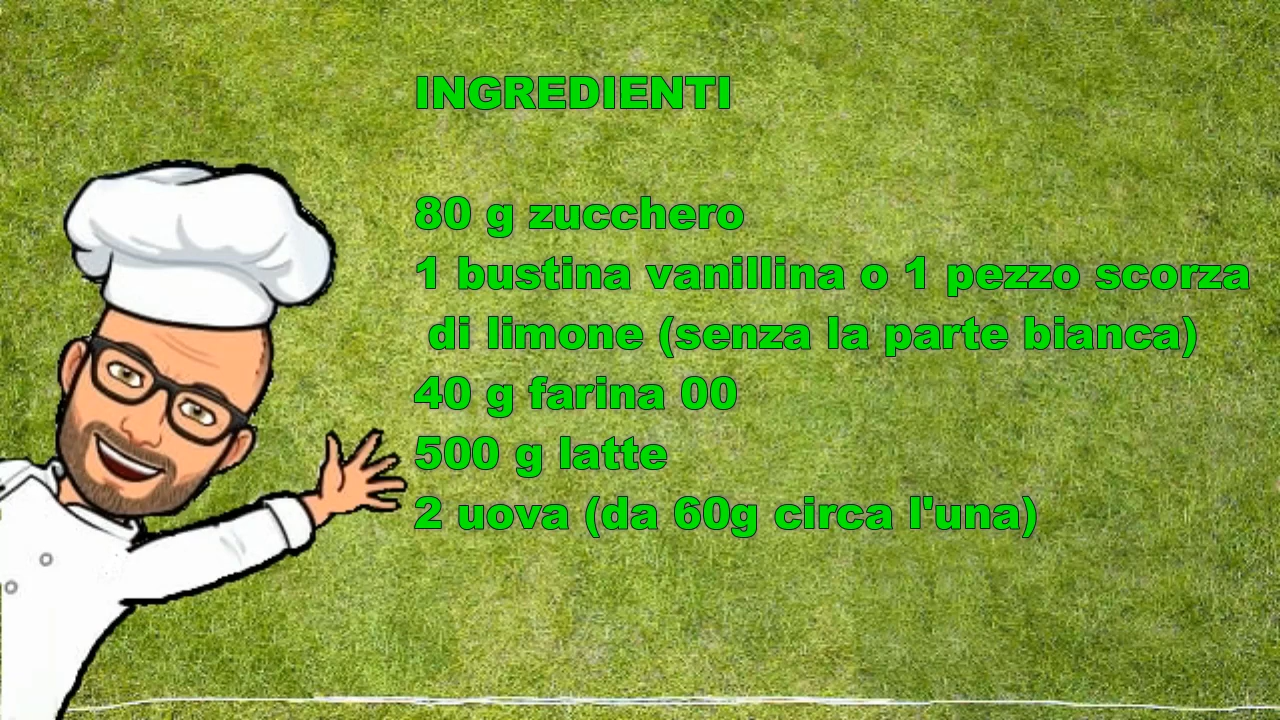 INGREDIENTI
80 g zucchero
1 bustina vanillina o 1 pezzo scorza
di limone (senza la parte bianca)
40 g farina 00
500 g latte
2 uova (da 60g circa l'una)